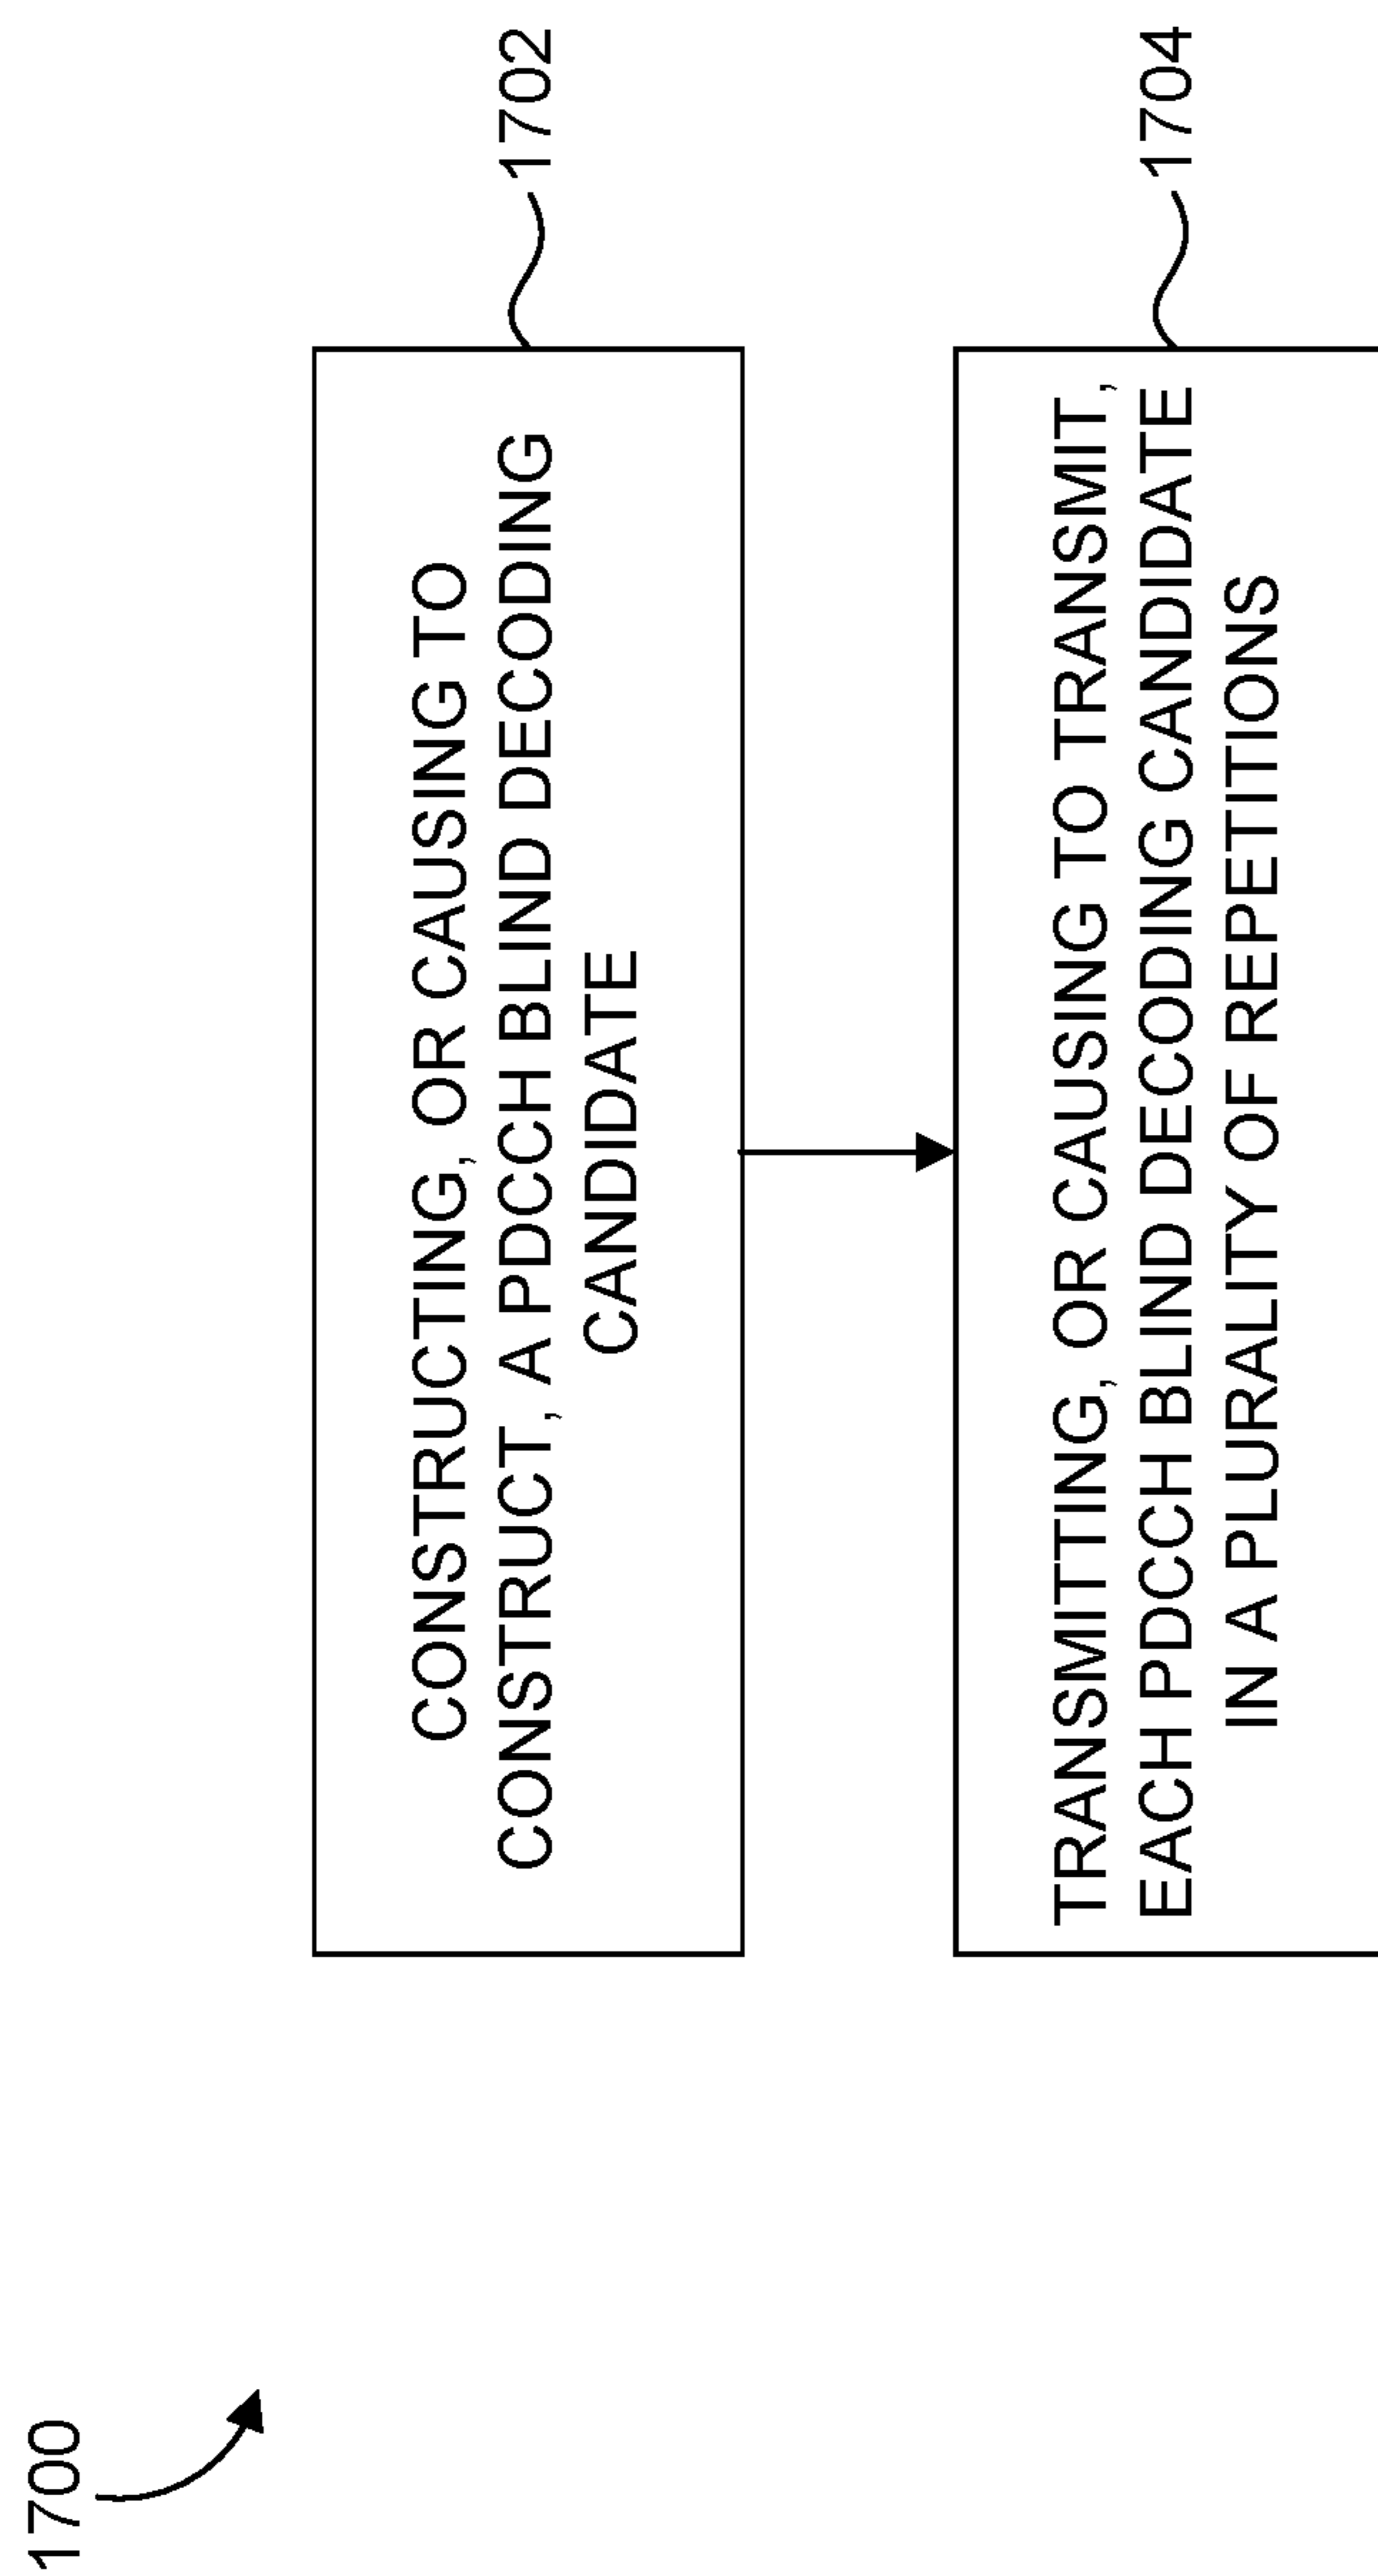 1700
CONSTRUCTING, OR CAUSING TO
CONSTRUCT, A PDCCH BLIND DECODING
CANDIDATE
1702
TRANSMITTING, OR CAUSING TO TRANSMIT,
EACH PDCCH BLIND DECODING CANDIDATE
IN A PLURALITY OF REPETITIONS
1704